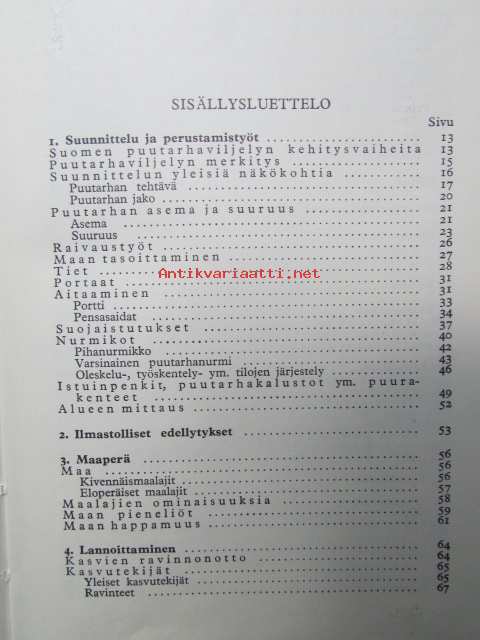 SISÄLLYSLUETTELO
Sivu
1. Suunnittelu ja perustamistyöt 13
Suomen puutarhaviljelyn kehitysvaiheita 13
Puutarhaviljelyn merkitys 15
Suunnittelun yleisiä näkökohtia 16
Puutarhan tehtävä 17
Puutarhan jako 20
Puutarhan asema ja suuruus 21
Asema 21
Suuruus 23
Raivaustyöt 26
Maan tasoittaminen 27
Tiet 28
Antikvariaatti.net
Portaat 31
Aitaaminen 31
Portti 33
Pensasaidat 34
Suojaistutukset 37
Nurmikot 40
Pihanurmikko 42
Varsinainen puutarhanurmi 43
Oleskelu-, työskentely- ym. tilojen järjestely 46
Istuinpenkit, puutarhakalustot ym. puura-
kenteet 49
Alueen mittaus 52
2. Ilmastolliset edellytykset 53
3. Maaperä 56
Maa 56
Kivennäismaalajit 56
Eloperäiset maalajit 57
Maalajien ominaisuuksia 58
Maan pieneliöt 59
Maan happamuus 61
4. Lannoittaminen 64
Kasvien ravinnonotto 64
Kasvutekijät 65
Yleiset kasvutekijät 65
Ravinteet 67